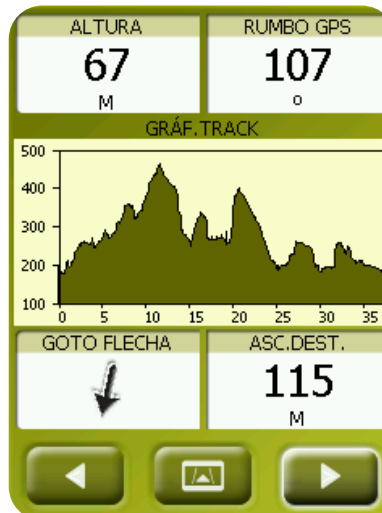 ALTURA
67
M
RUMBO GPS
107
o
GRÁF.TRACK
500
400
300
200
100
0 5 10 15 20 25 30 35
GOTO FLECHA
ASC.DEST.
115
M